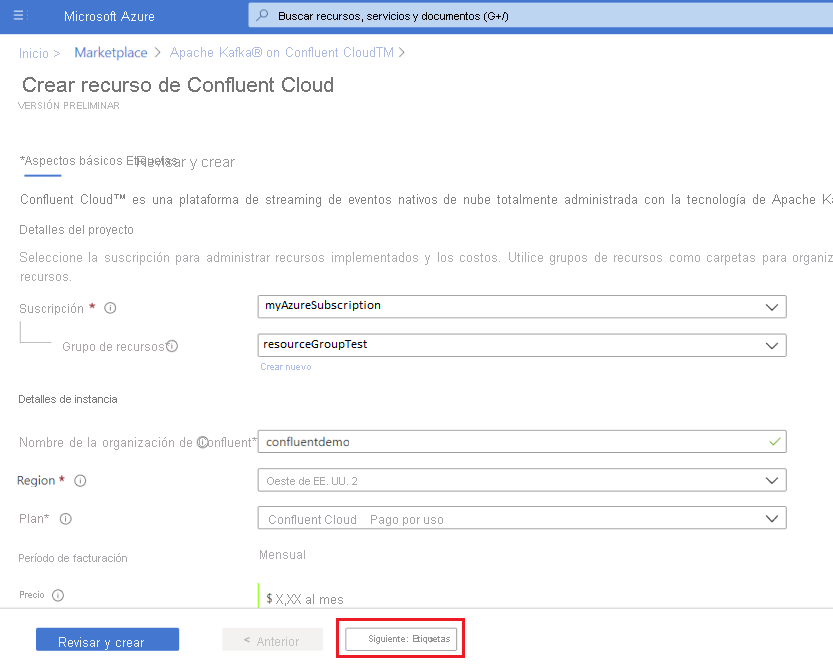 Microsoft Azure
Buscar recursos, servicios y documentos (G+/)
Inicio > Marketplace > Apache Kafka® on Confluent CloudTM >
Crear recurso de Confluent Cloud
VERSIÓN PRELIMINAR
*Aspectos básicos Etiquetas Revisar y crear
Confluent Cloud™ es una plataforma de streaming de eventos nativos de nube totalmente administrada con la tecnología de Apache
Detalles del proyecto
Seleccione la suscripción para administrar recursos implementados y los costos. Utilice grupos de recursos como carpetas para
recursos.
Suscripción * myAzureSubscription
Grupo de recursos* resourceGroupTest
Crear nuevo
Detalles de instancia
Nombre de la organización de Confluent* confluentdemo
Region * Oeste de EE. UU. 2
Plan* Confluent Cloud Pago por uso
Período de facturación Mensual
Precio $ X,XX al mes
Revisar y crear < Anterior Siguiente: Etiquetas